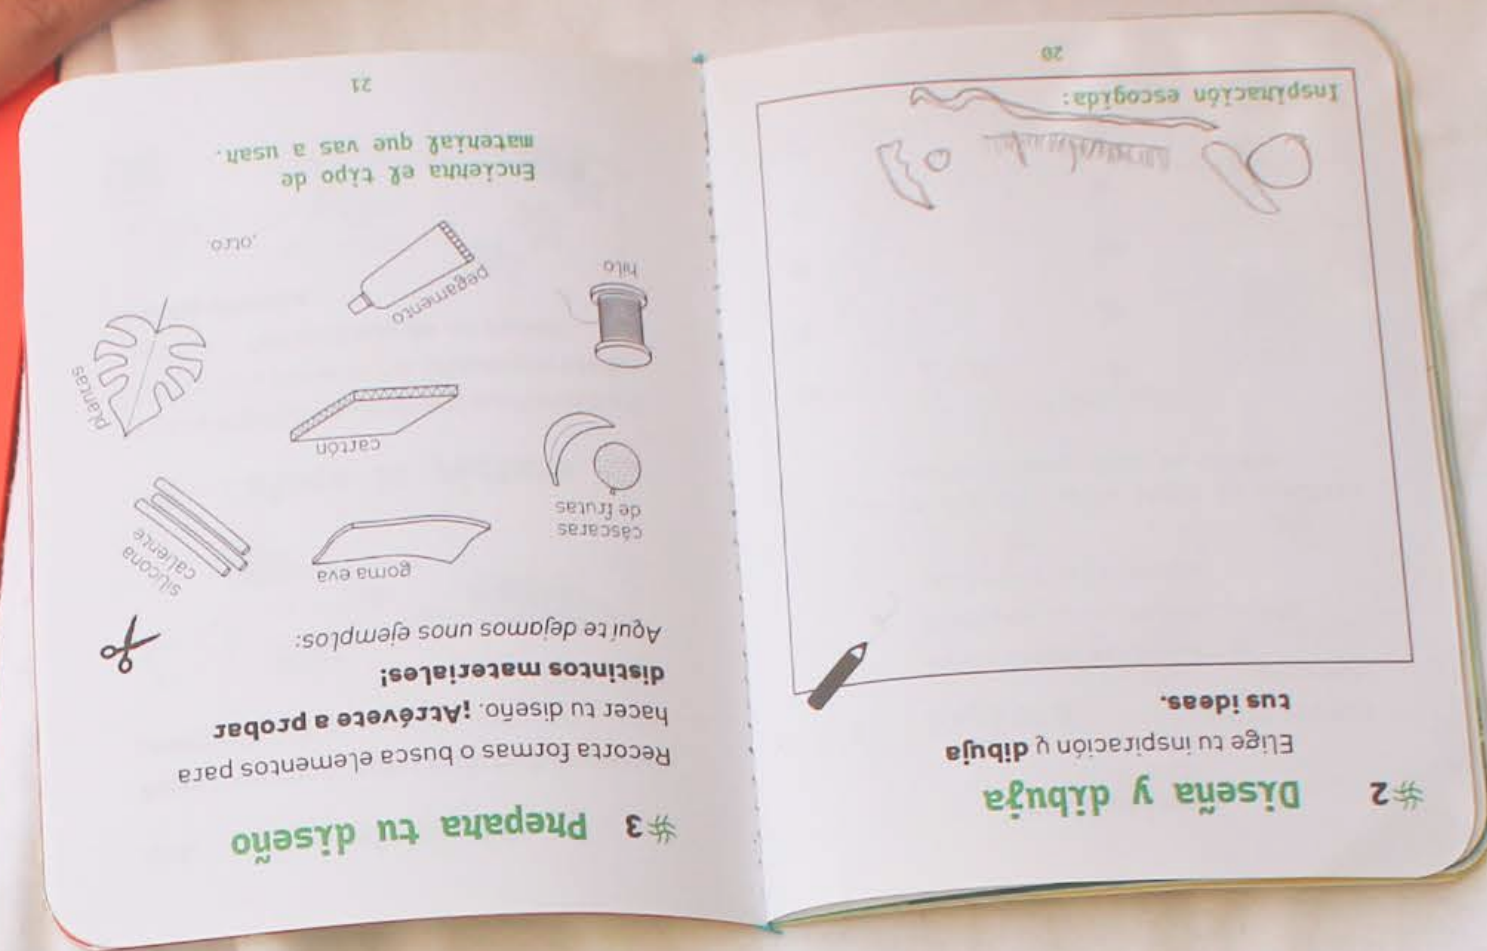 #2 Diseña y dibuja
Elige tu inspiración y dibuja
tus ideas.
Inspiración escogida:
20
#3 Prepara tu diseño
Recorta formas o busca elementos para
hacer tu diseño. ¡Atrévete a probar
distintos materiales!
Aquí te dejamos unos ejemplos:
goma eva
silicona
caliente
cáscaras
de frutas
cartón
plantas
hilo
pegamento
,otro.
Encierra el tipo de
material que vas a usar.
21